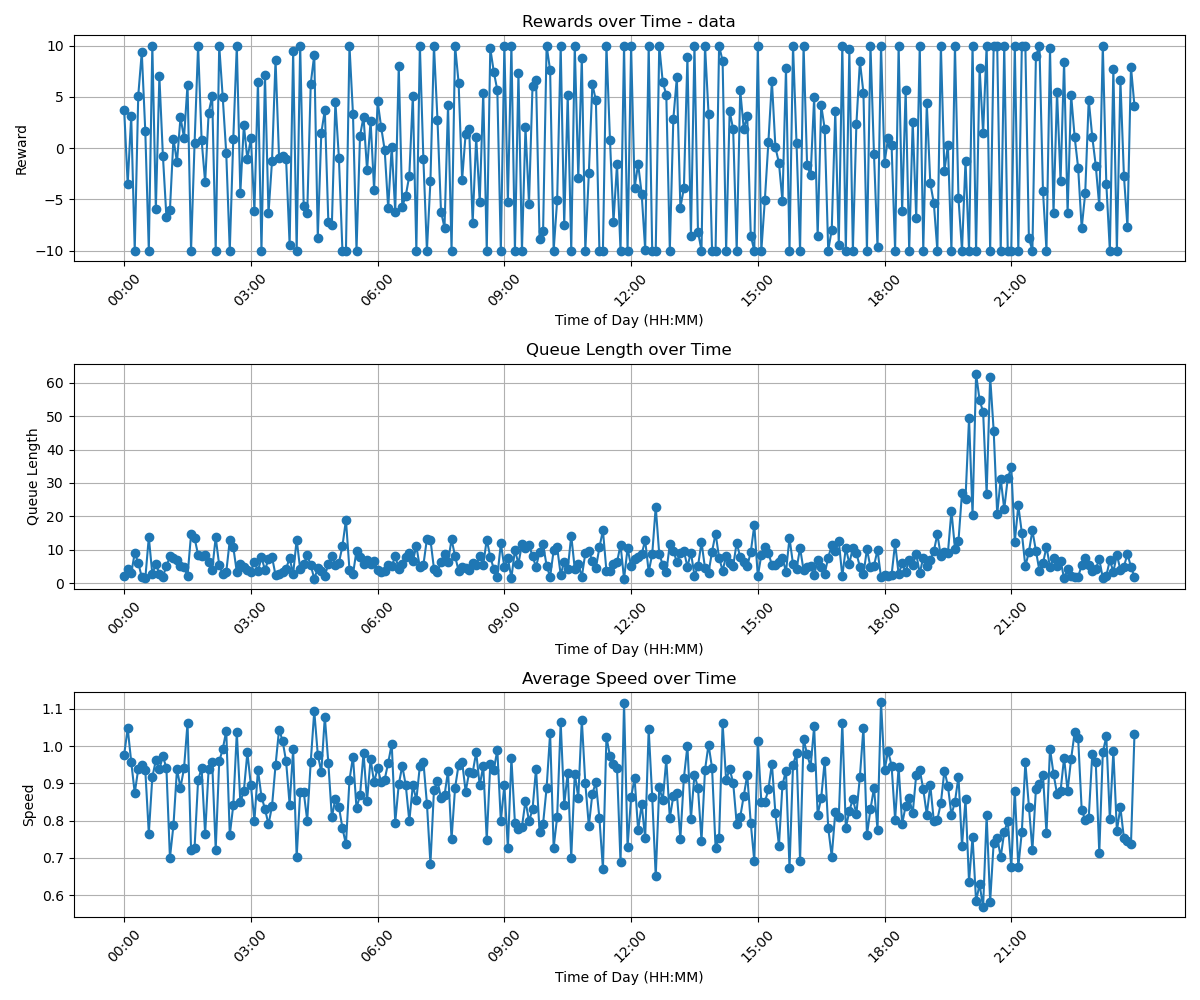 Rewards over Time - data
10
5
0
−5
−10
Reward
00:00 03:00 06:00 09:00 12:00 15:00 18:00 21:00
Time of Day (HH:MM)
Queue Length over Time
60
50
40
30
20
10
0
Queue Length
00:00 03:00 06:00 09:00 12:00 15:00 18:00 21:00
Time of Day (HH:MM)
Average Speed over Time
1.1
1.0
0.9
0.8
0.7
0.6
Speed
00:00 03:00 06:00 09:00 12:00 15:00 18:00 21:00
Time of Day (HH:MM)